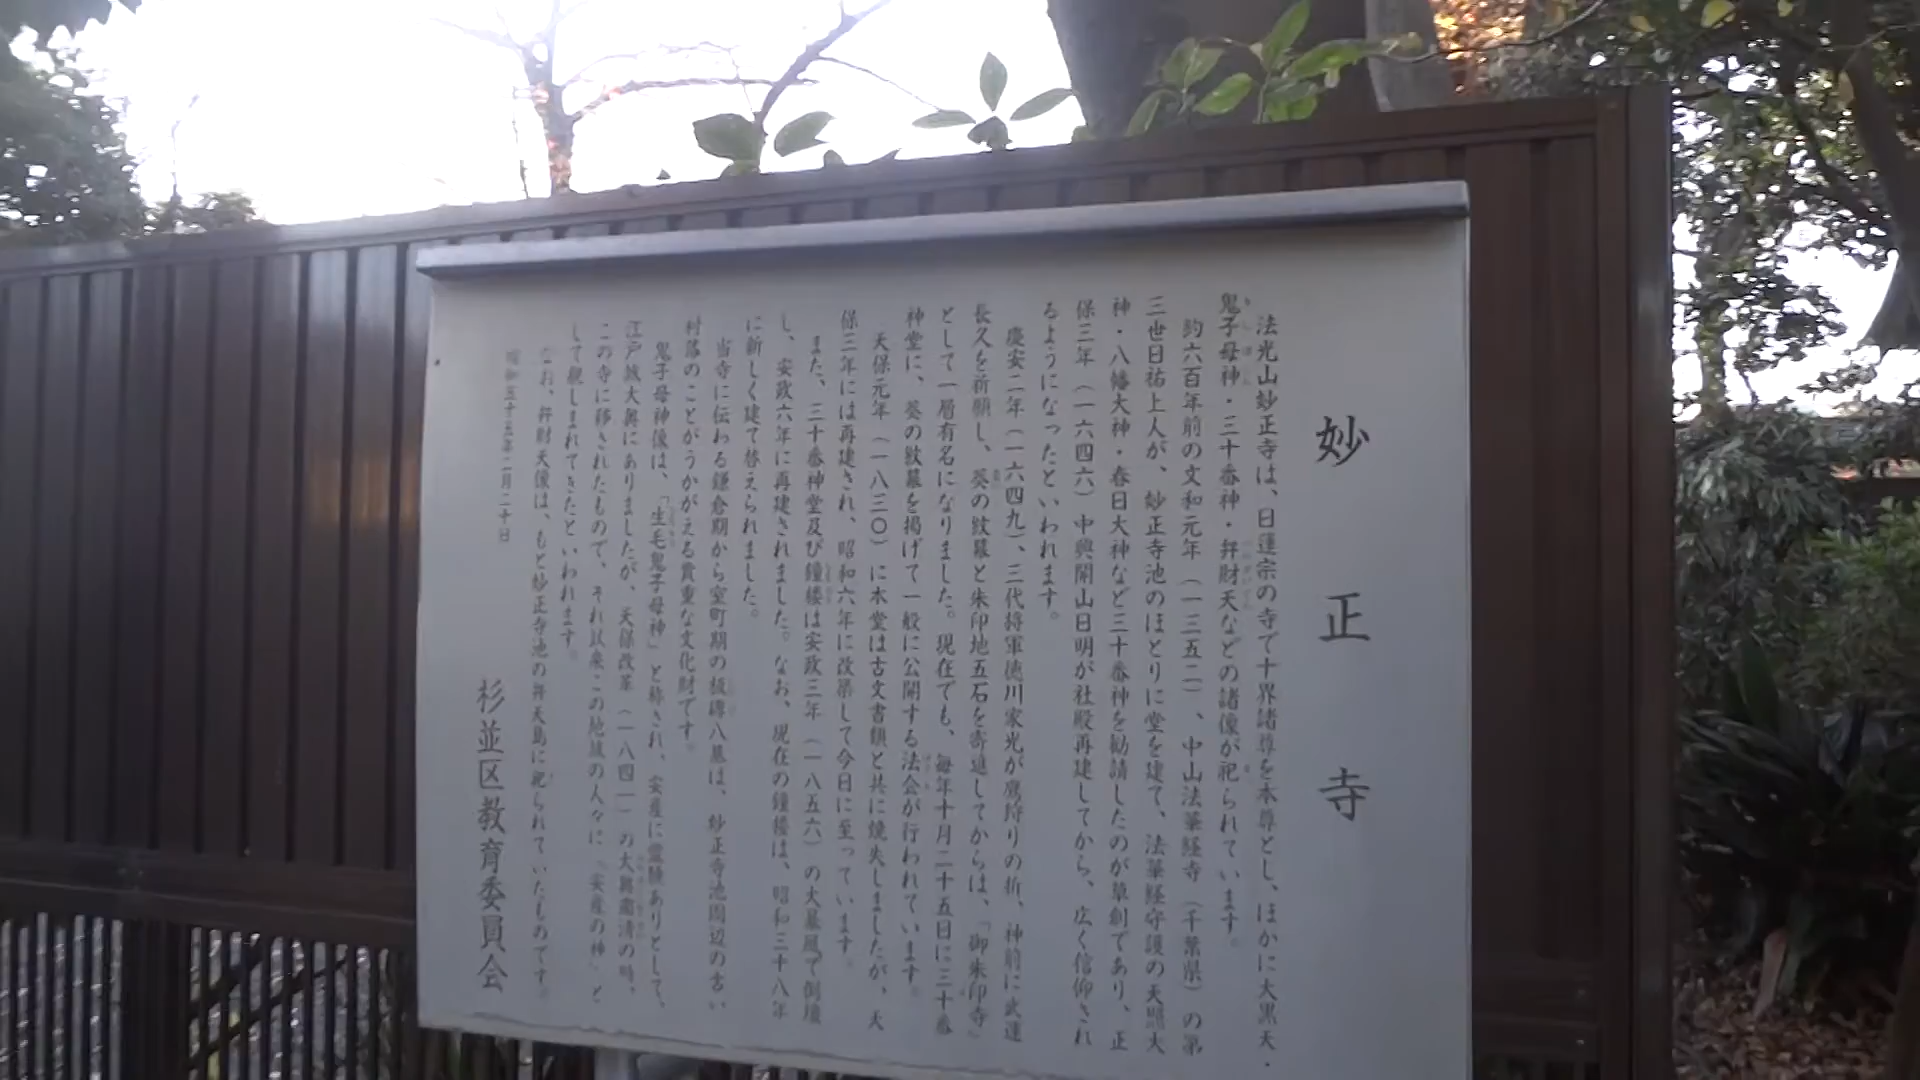 妙正寺
法光山妙正寺は、日蓮宗の寺で十界諸尊を本尊とし、ほかに大黒天・
鬼子母神・三十番神・弁財天などの諸像が祀られています。
約六百年前の文和元年（一三五二）、中山法華経寺（千葉県）の第
三世日祐上人が、妙正寺池のほとりに堂を建て、法華経守護の天照大
神・八幡大神・春日大神など三十番神を勧請したのが草創であり、正
保三年（一六四六）中興開山日明が社殿再建してから、広く信仰され
るようになったといわれます。
慶安二年（一六四九）、三代将軍徳川家光が鷹狩りの折、神前に武運
長久を祈願し、葵の紋幕と朱印地五石を寄進してからは、「御朱印寺」
として一層有名になりました。現在でも、毎年十月二十五日に三十番
神堂に、葵の紋幕を掲げて一般に公開する法会が行われています。
天保元年（一八三〇）に本堂は古文書類と共に焼失しましたが、天
保三年には再建され、昭和六年に改築して今日に至っています。
また、三十番神堂及び鐘楼は安政三年（一八五六）の大暴風で倒壊
し、安政六年に再建されました。なお、現在の鐘楼は、昭和三十八年
に新しく建て替えられました。
当寺に伝わる鎌倉期から室町期の板碑八基は、妙正寺池周辺の古い
村落のことがうかがえる貴重な文化財です。
鬼子母神像は、「生毛鬼子母神」と称され、安産に霊験ありとして、
江戸城大奥にありましたが、天保改革（一八四一）の大奥粛清の時、
この寺に移されたもので、それ以来この地域の人々に「安産の神」と
して親しまれてきたといわれます。
なお、弁財天像は、もと妙正寺池の弁天島に祀られていたものです。
昭和五十五年二月二十日
杉並区教育委員会